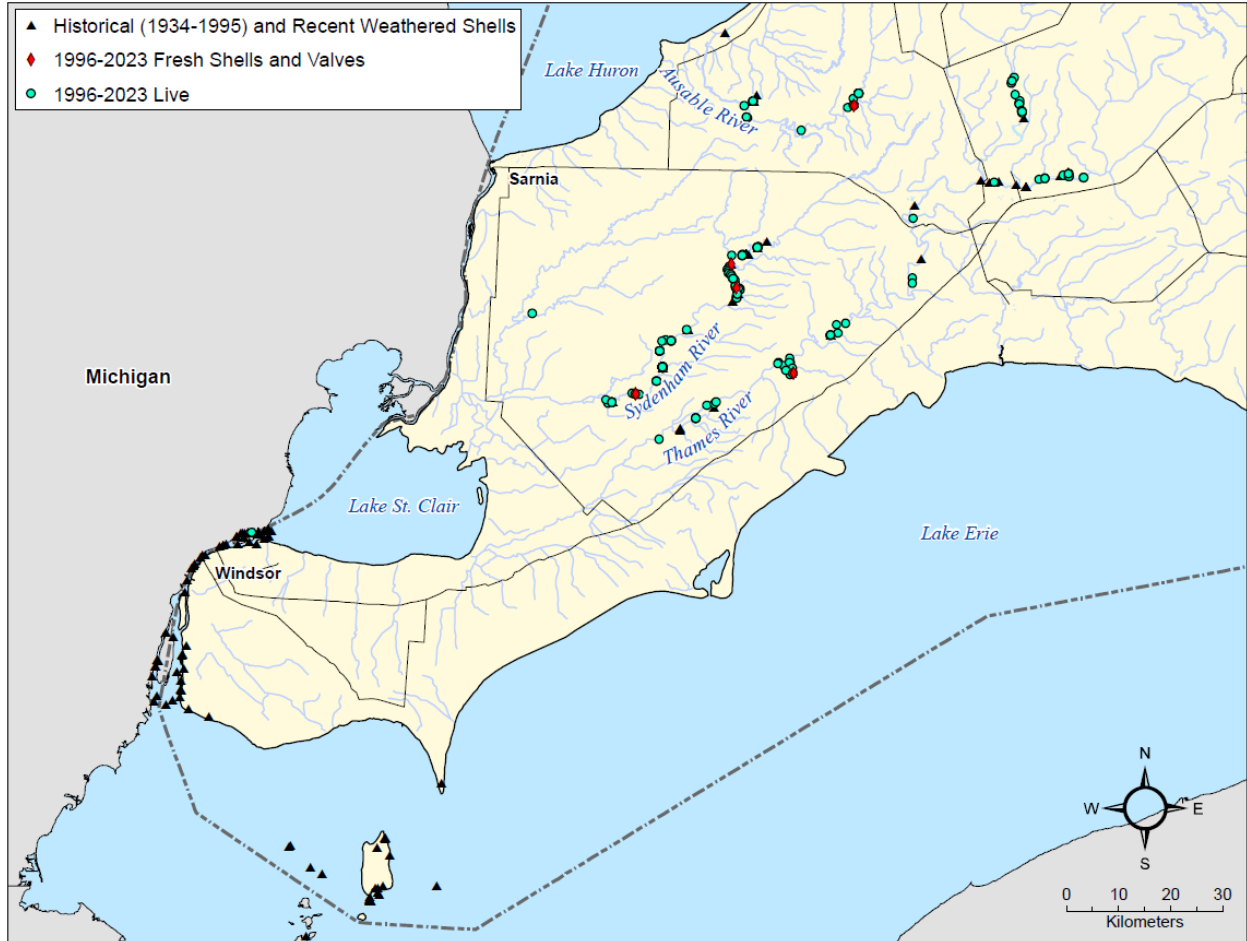 Historical (1934-1995) and Recent Weathered Shells
1996-2023 Fresh Shells and Valves
1996-2023 Live
Lake Huron
Ausable River
Sarnia
Michigan
Sydenham River
Thames River
Lake St. Clair
Lake Erie
Windsor
N
W E
S
0 10 20 30
Kilometers